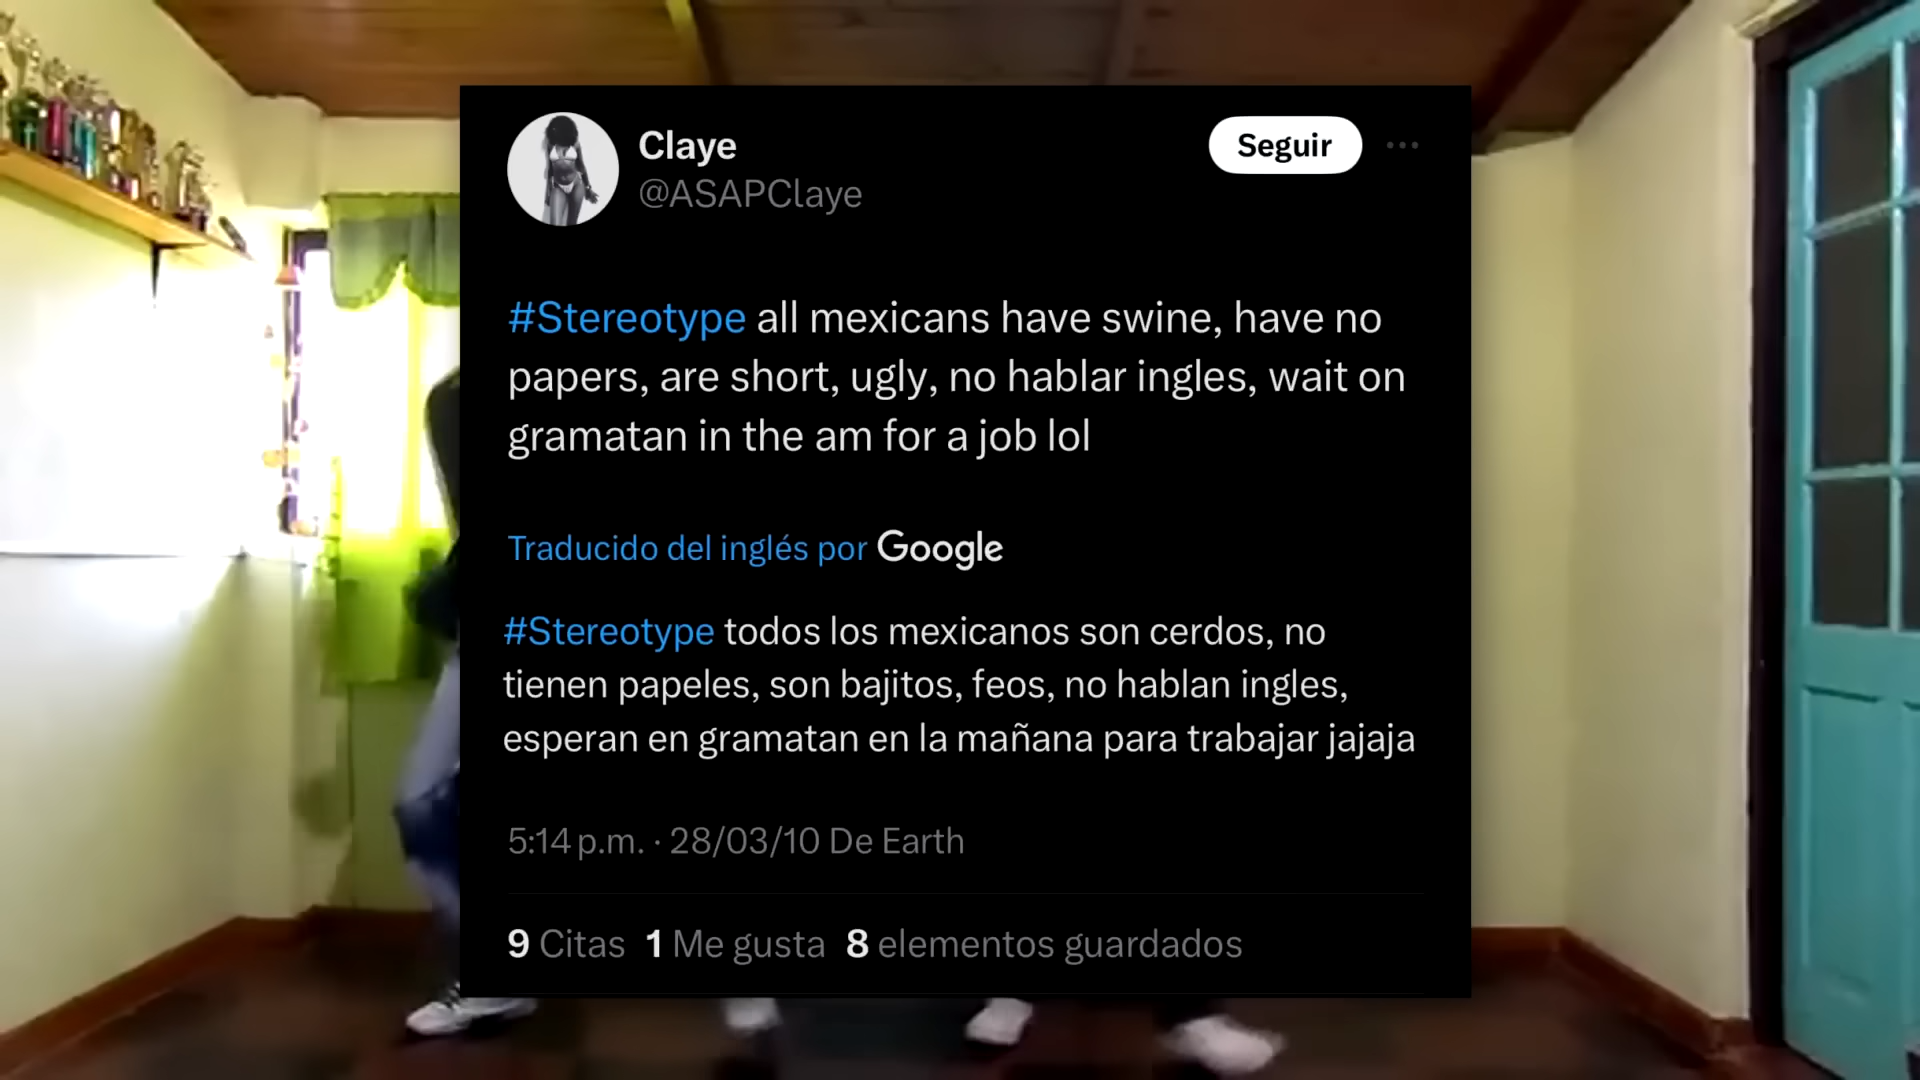 Claye
Seguir
@ASAPClaye
#Stereotype all mexicans have swine, have no
papers, are short, ugly, no hablar ingles, wait on
gramatan in the am for a job lol
Traducido del inglés por Google
#Stereotype todos los mexicanos son cerdos, no
tienen papeles, son bajitos, feos, no hablan ingles,
esperan en gramatan en la mañana para trabajar jajaja
5:14 p.m. · 28/03/10 De Earth
9 Citas 1 Me gusta 8 elementos guardados